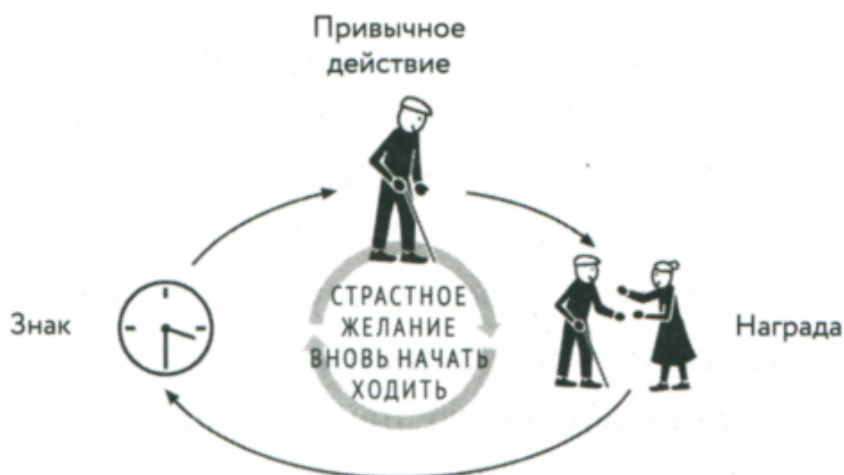 Привычное
действие
Знак
СТРАСТНОЕ
ЖЕЛАНИЕ
ВНОВЬ НАЧАТЬ
ХОДИТЬ
Награда